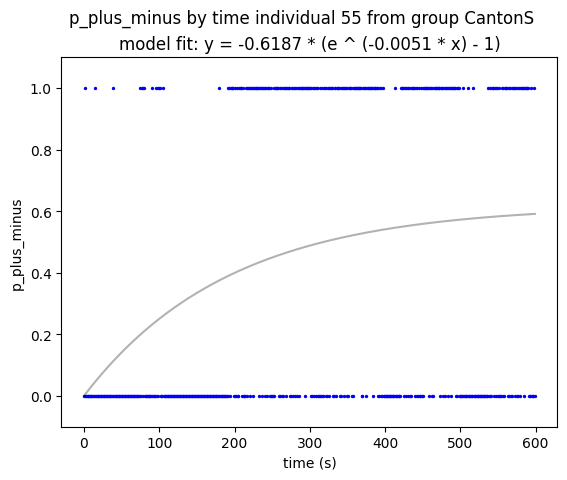 p_plus_minus by time individual 55 from group CantonS
model fit: y = -0.6187 * (e ^ (-0.0051 * x) - 1)
1.0
0.8
0.6
0.4
0.2
0.0
p_plus_minus
0 100 200 300 400 500 600
time (s)